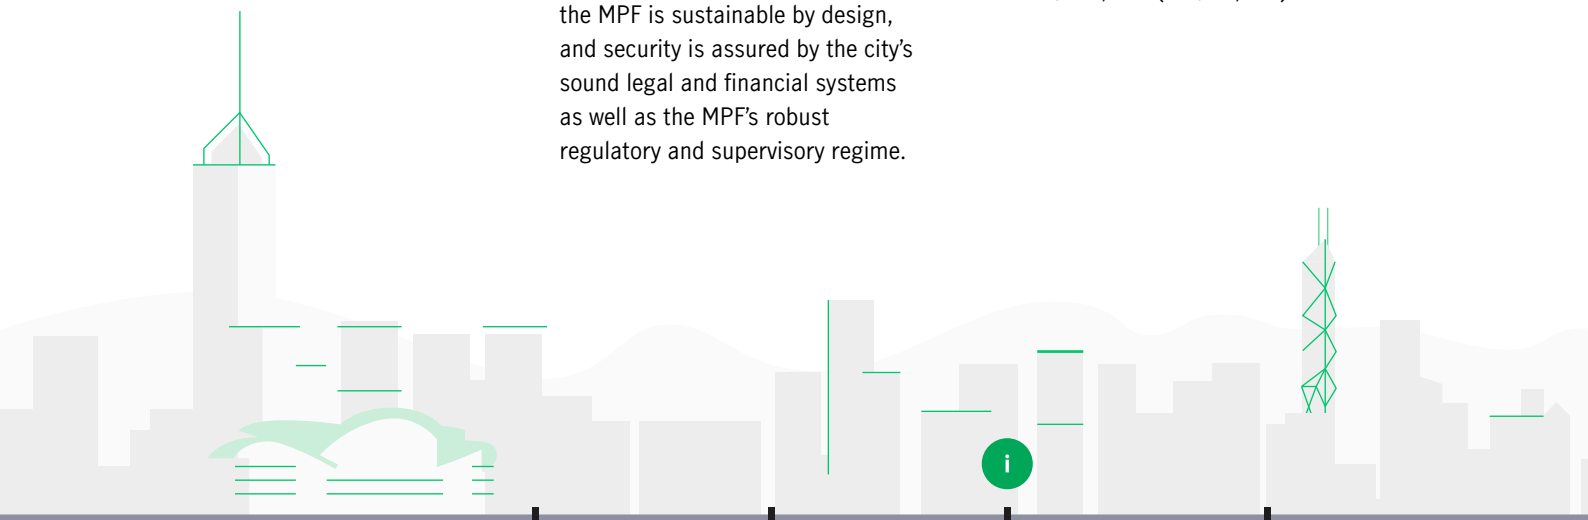 the MPF is sustainable by design,
and security is assured by the city’s
sound legal and financial systems
as well as the MPF’s robust
regulatory and supervisory regime.
i